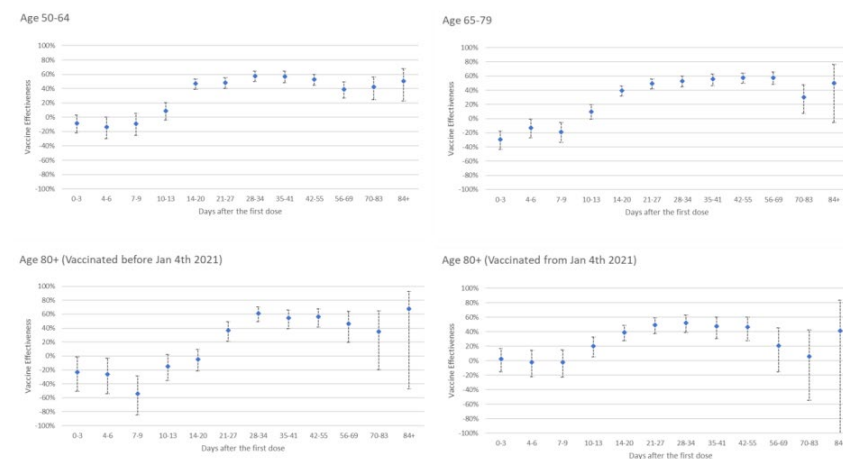 Age 50-64
100%
80%
60%
40%
20%
0%
-20%
-40%
-60%
-80%
-100%
Vaccine Effectiveness
0-3 4-6 7-9 10-13 14-20 21-27 28-34 35-41 42-55 56-69 70-83 84+
Days after the first dose
Age 65-79
100%
80%
60%
40%
20%
0%
-20%
-40%
-60%
-80%
-100%
Vaccine Effectiveness
0-3 4-6 7-9 10-13 14-20 21-27 28-34 35-41 42-55 56-69 70-83 84+
Days after the first dose
Age 80+ (Vaccinated before Jan 4th 2021)
100%
80%
60%
40%
20%
0%
-20%
-40%
-60%
-80%
-100%
Vaccine Effectiveness
0-3 4-6 7-9 10-13 14-20 21-27 28-34 35-41 42-55 56-69 70-83 84+
Days after the first dose
Age 80+ (Vaccinated from Jan 4th 2021)
100%
80%
60%
40%
20%
0%
-20%
-40%
-60%
-80%
-100%
Vaccine Effectiveness
0-3 4-6 7-9 10-13 14-20 21-27 28-34 35-41 42-55 56-69 70-83 84
Days after the first dose